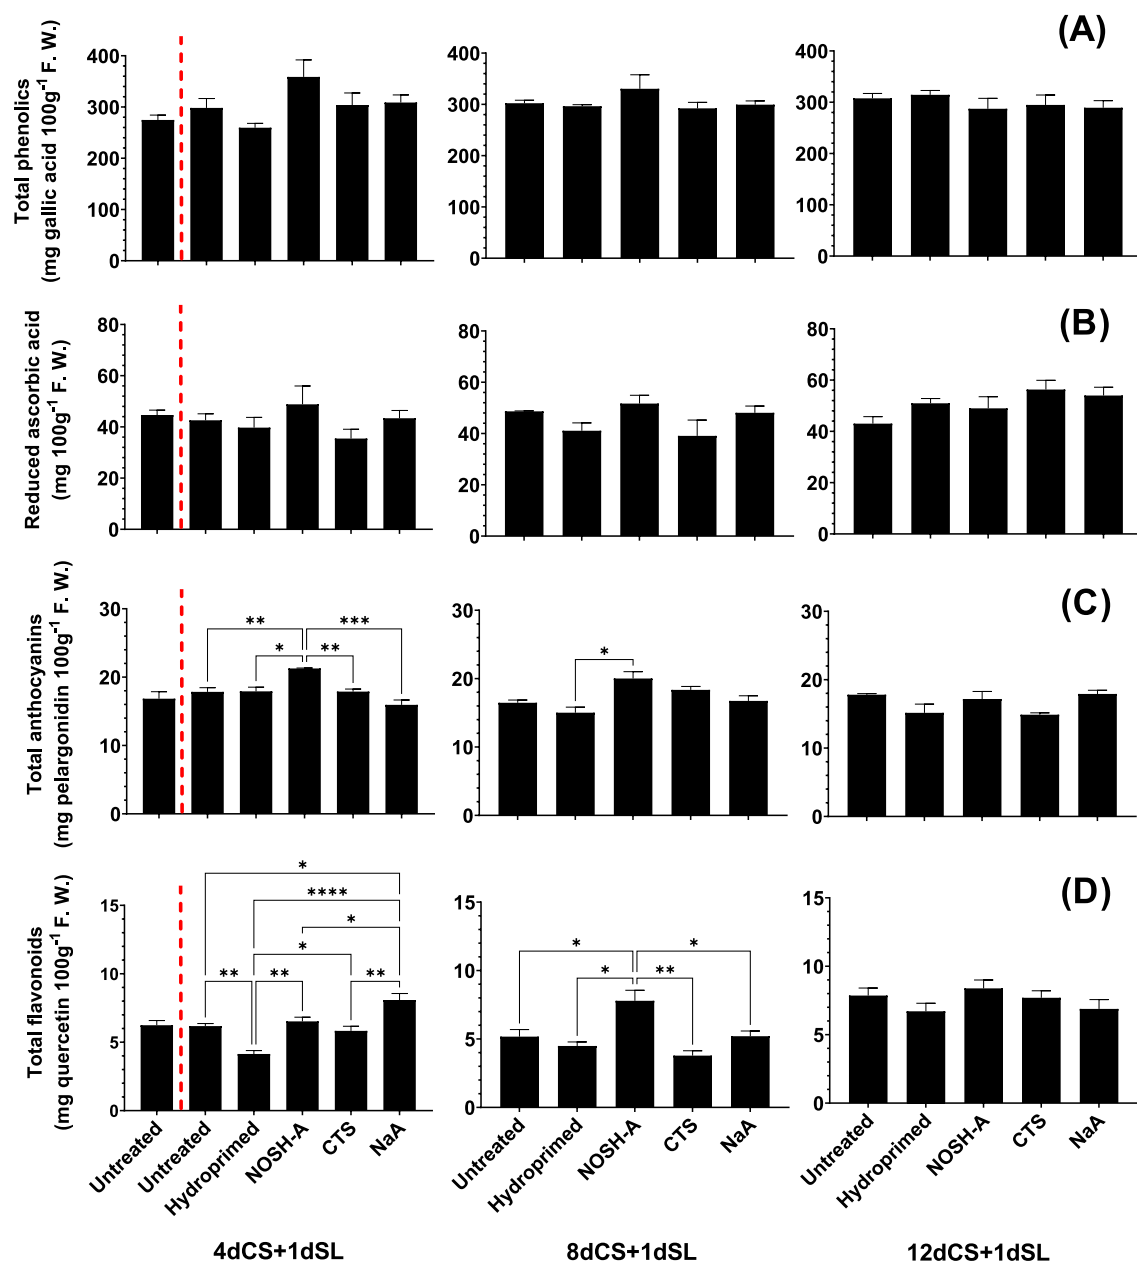 (A)
Total phenolics
(mg gallic acid 100g-1 F. W.)
400
300
200
100
0
400
300
200
100
0
400
300
200
100
0
(B)
Reduced ascorbic acid
(mg 100g-1 F. W.)
80
60
40
20
0
80
60
40
20
0
80
60
40
20
0
(C)
Total anthocyanins
(mg pelargonidin 100g-1 F. W.)
30
20
10
0
** ***
* **
30
20
10
0
*
30
20
10
0
(D)
Total flavonoids
(mg quercetin 100g-1 F. W.)
15
10
5
0
*
****
*
*
** ** **
15
10
5
0
* *
* **
15
10
5
0
Untreated
Untreated
Hydroprimed
NOSH-A
CTS
NaA
Untreated
Hydroprimed
NOSH-A
CTS
NaA
Untreated
Hydroprimed
NOSH-A
CTS
NaA
4dCS+1dSL
8dCS+1dSL
12dCS+1dSL